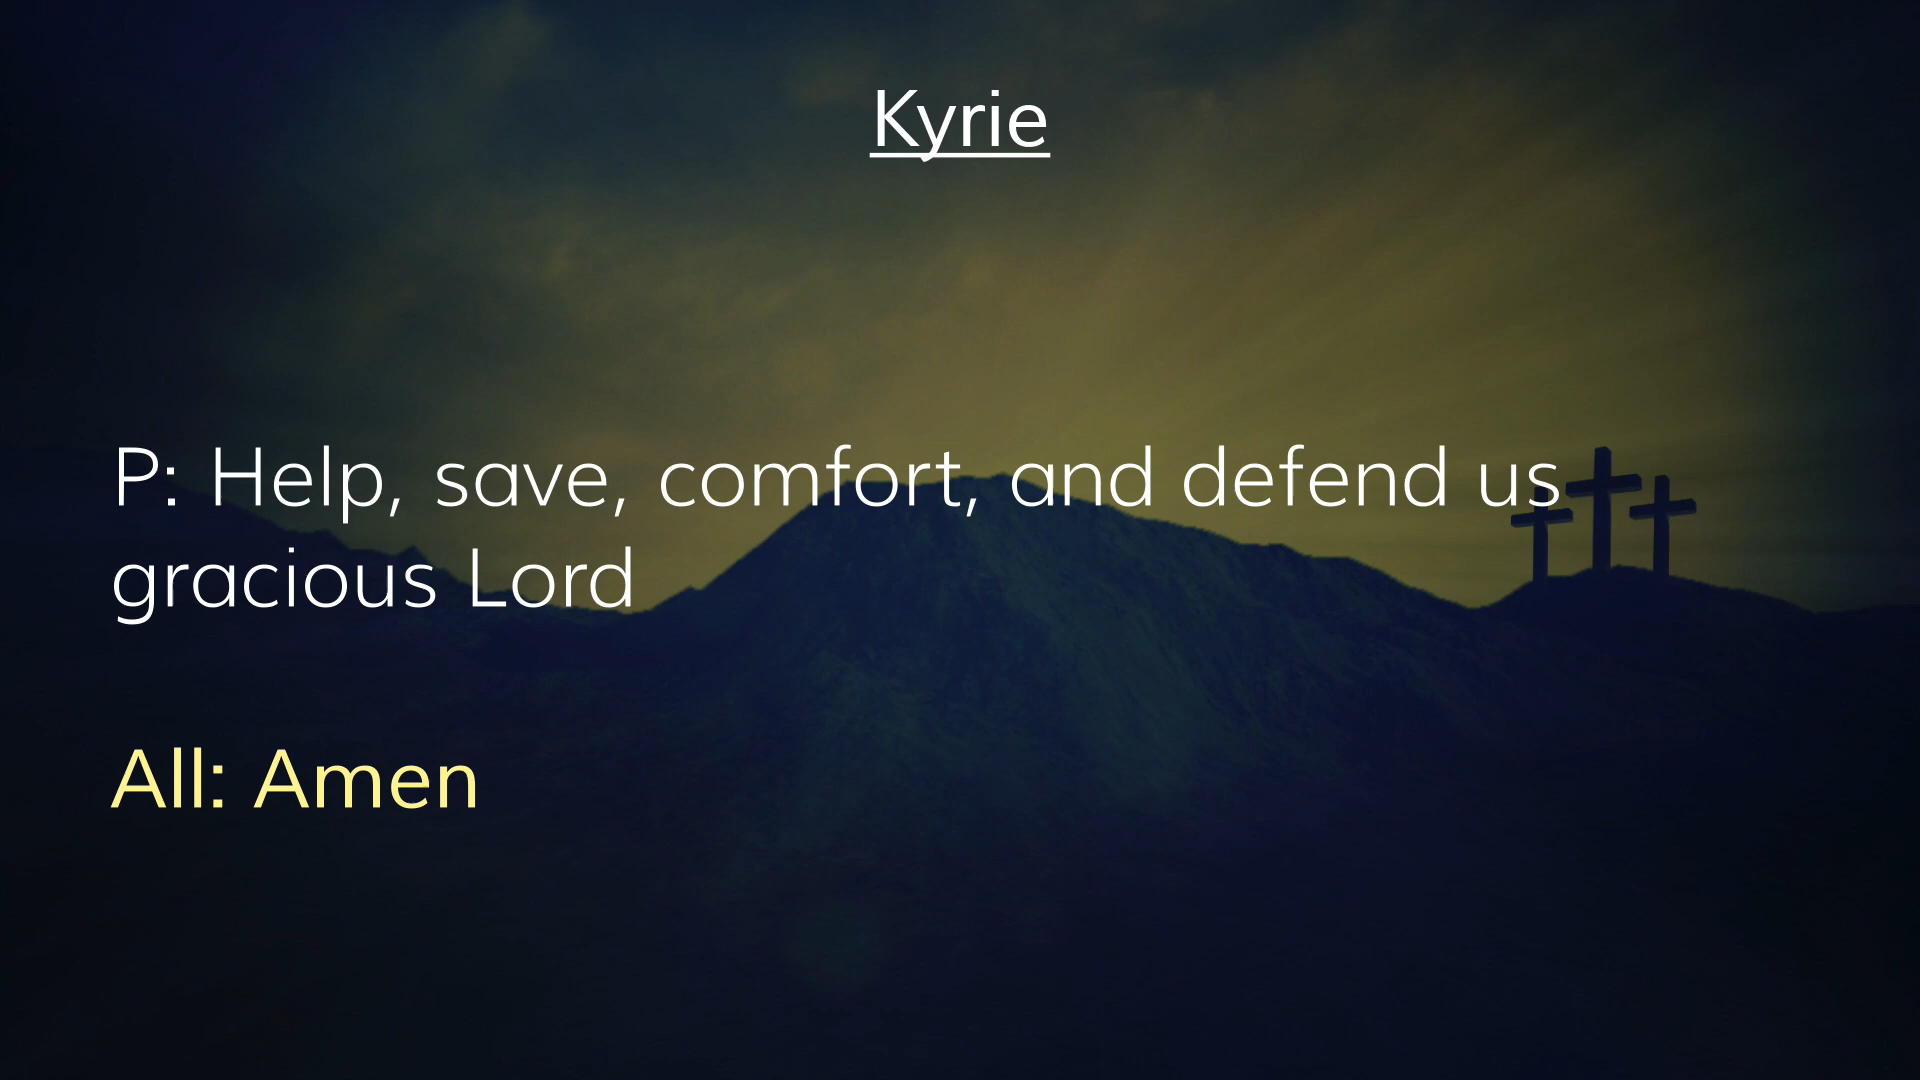 Kyrie
P: Help, save, comfort, and defend us
gracious Lord
All: Amen